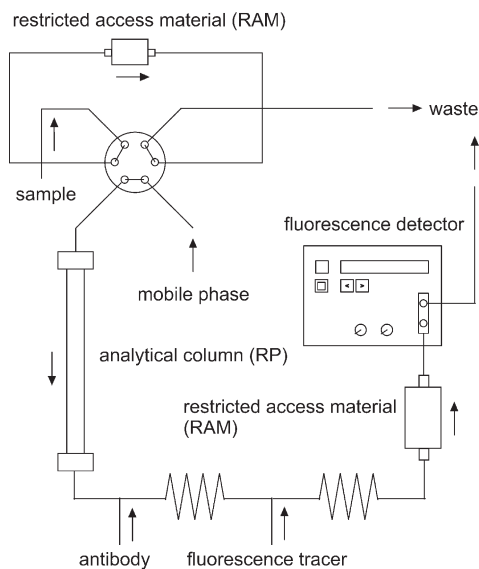 restricted access material (RAM)
waste
sample
fluorescence detector
mobile phase
analytical column (RP)
restricted access material
(RAM)
antibody
fluorescence tracer